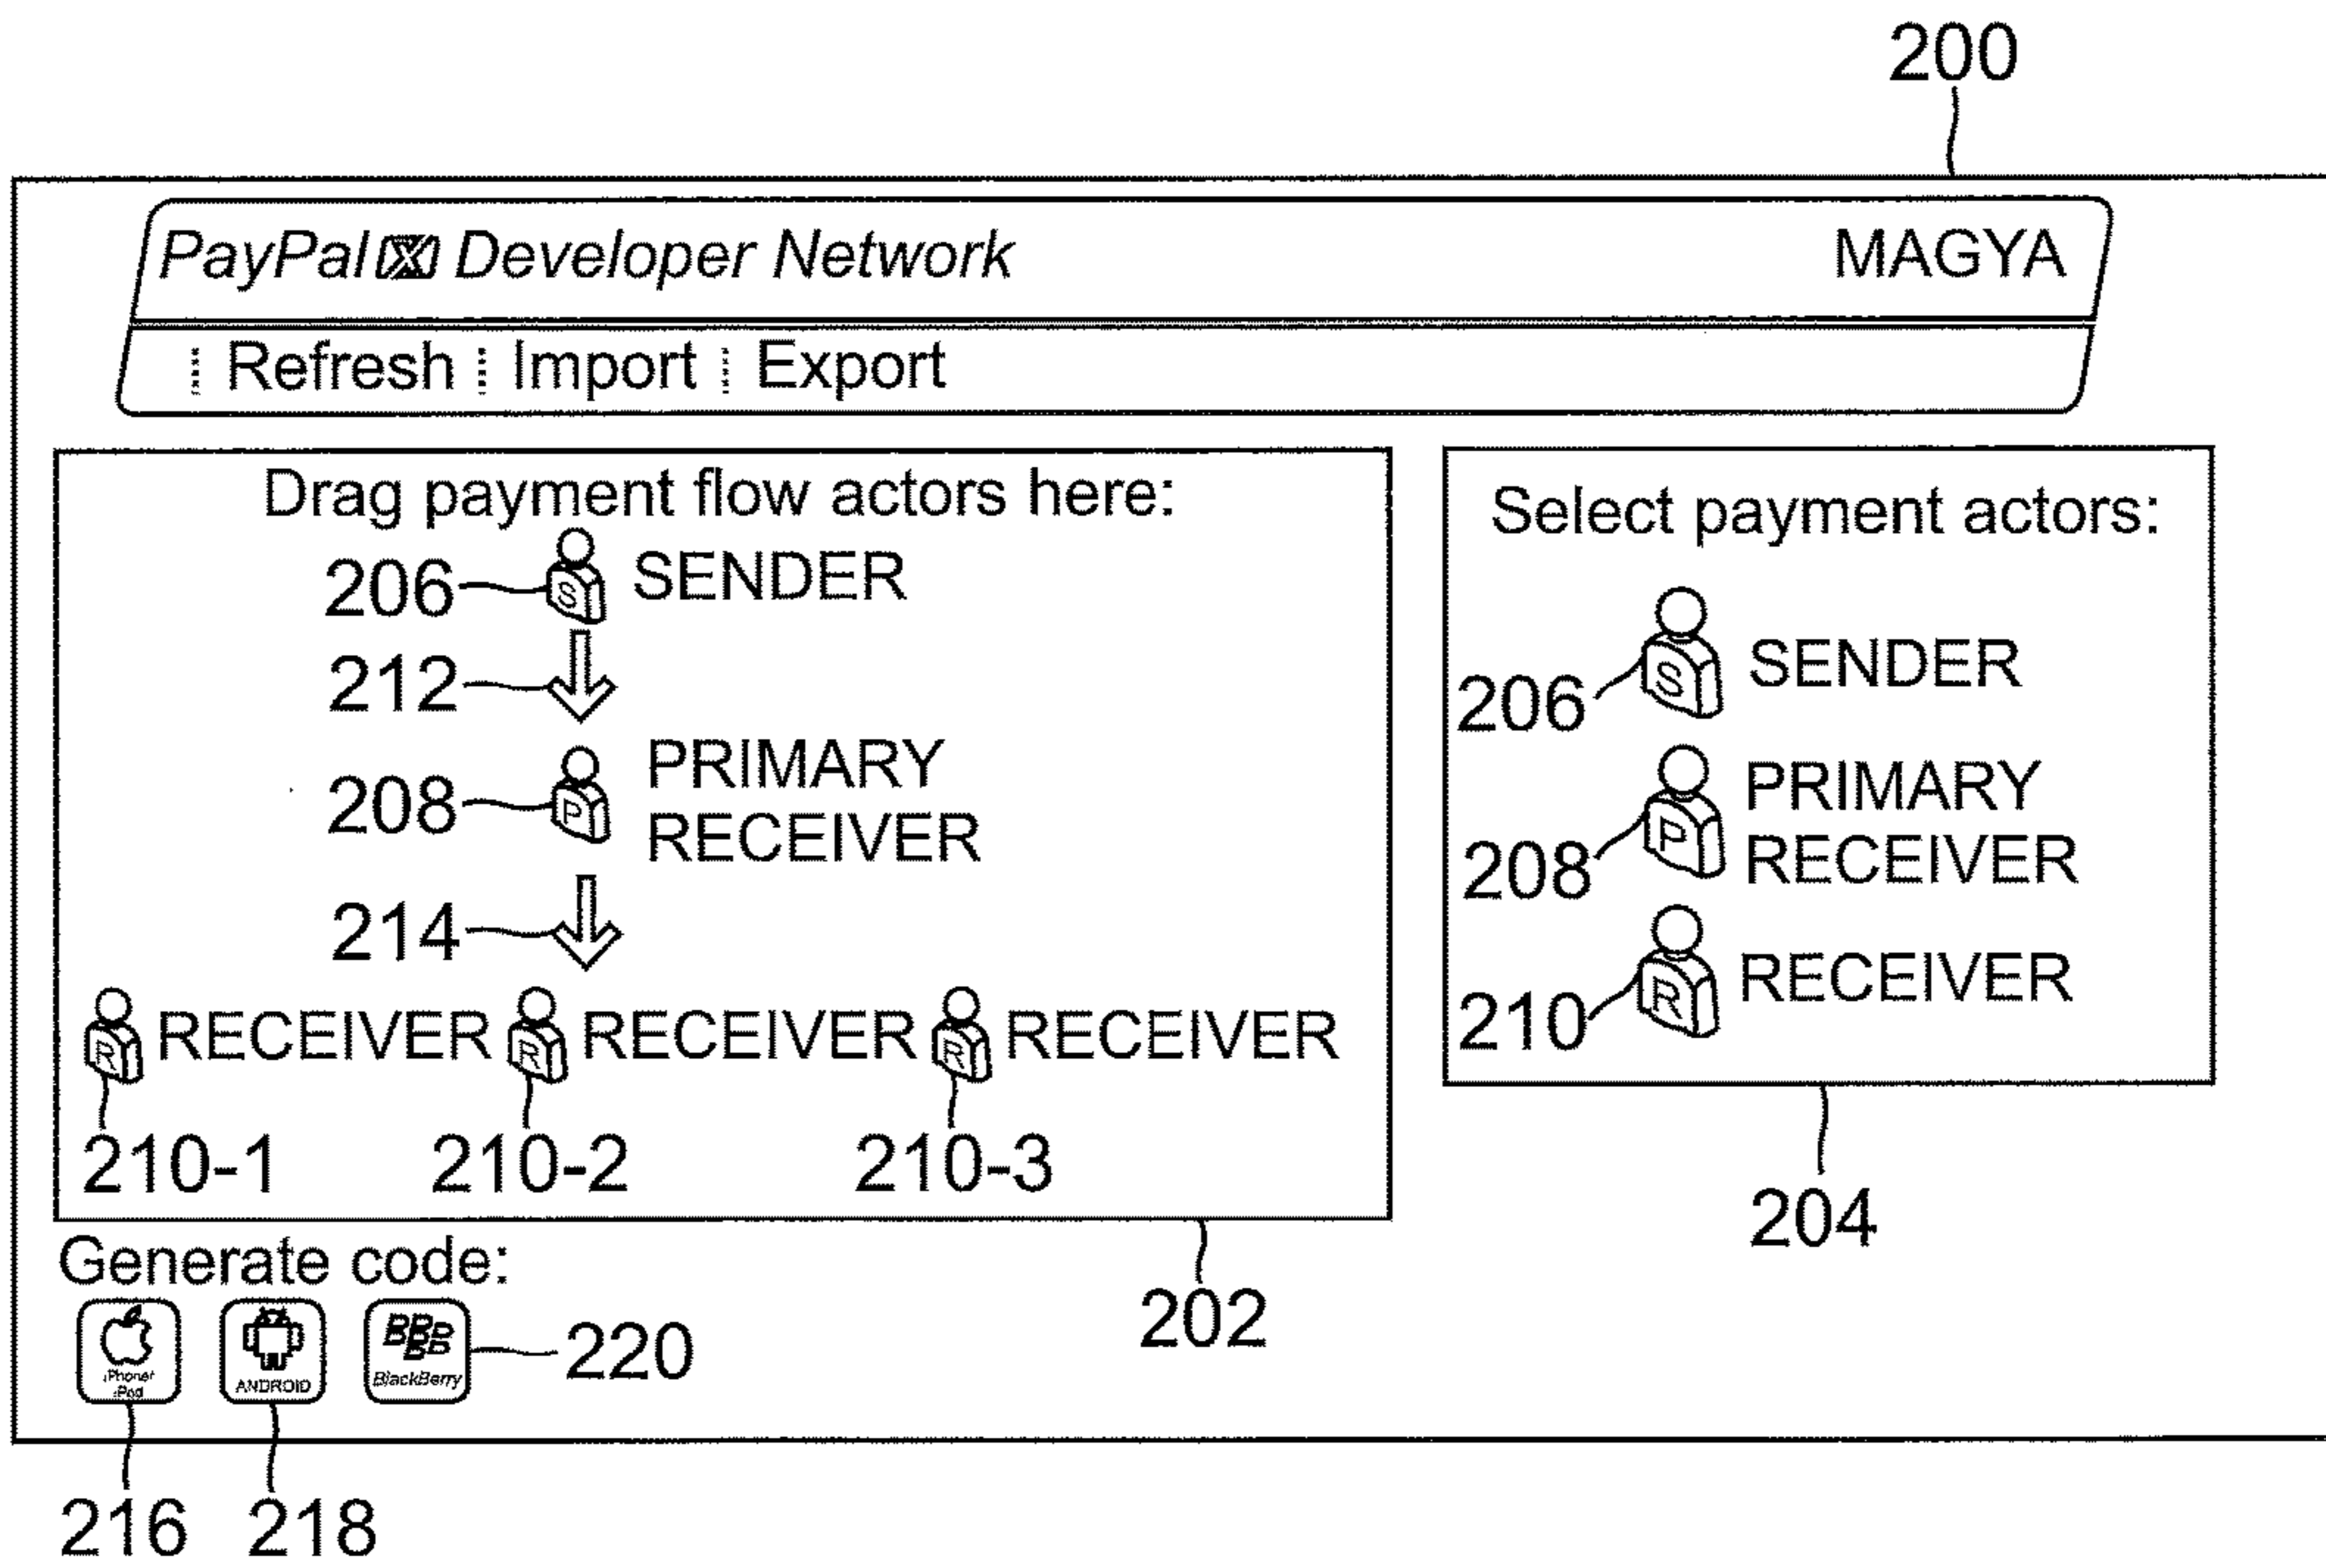 200
PayPal X Developer Network MAGYA
Refresh Import Export
Drag payment flow actors here:
206 S SENDER
212
208 P PRIMARY
RECEIVER
214
R RECEIVER R RECEIVER R RECEIVER
210-1 210-2 210-3
202
Select payment actors:
206 S SENDER
208 P PRIMARY
RECEIVER
210 R RECEIVER
204
Generate code:
iPhone/
iPod
ANDROID
BlackBerry
220
216 218